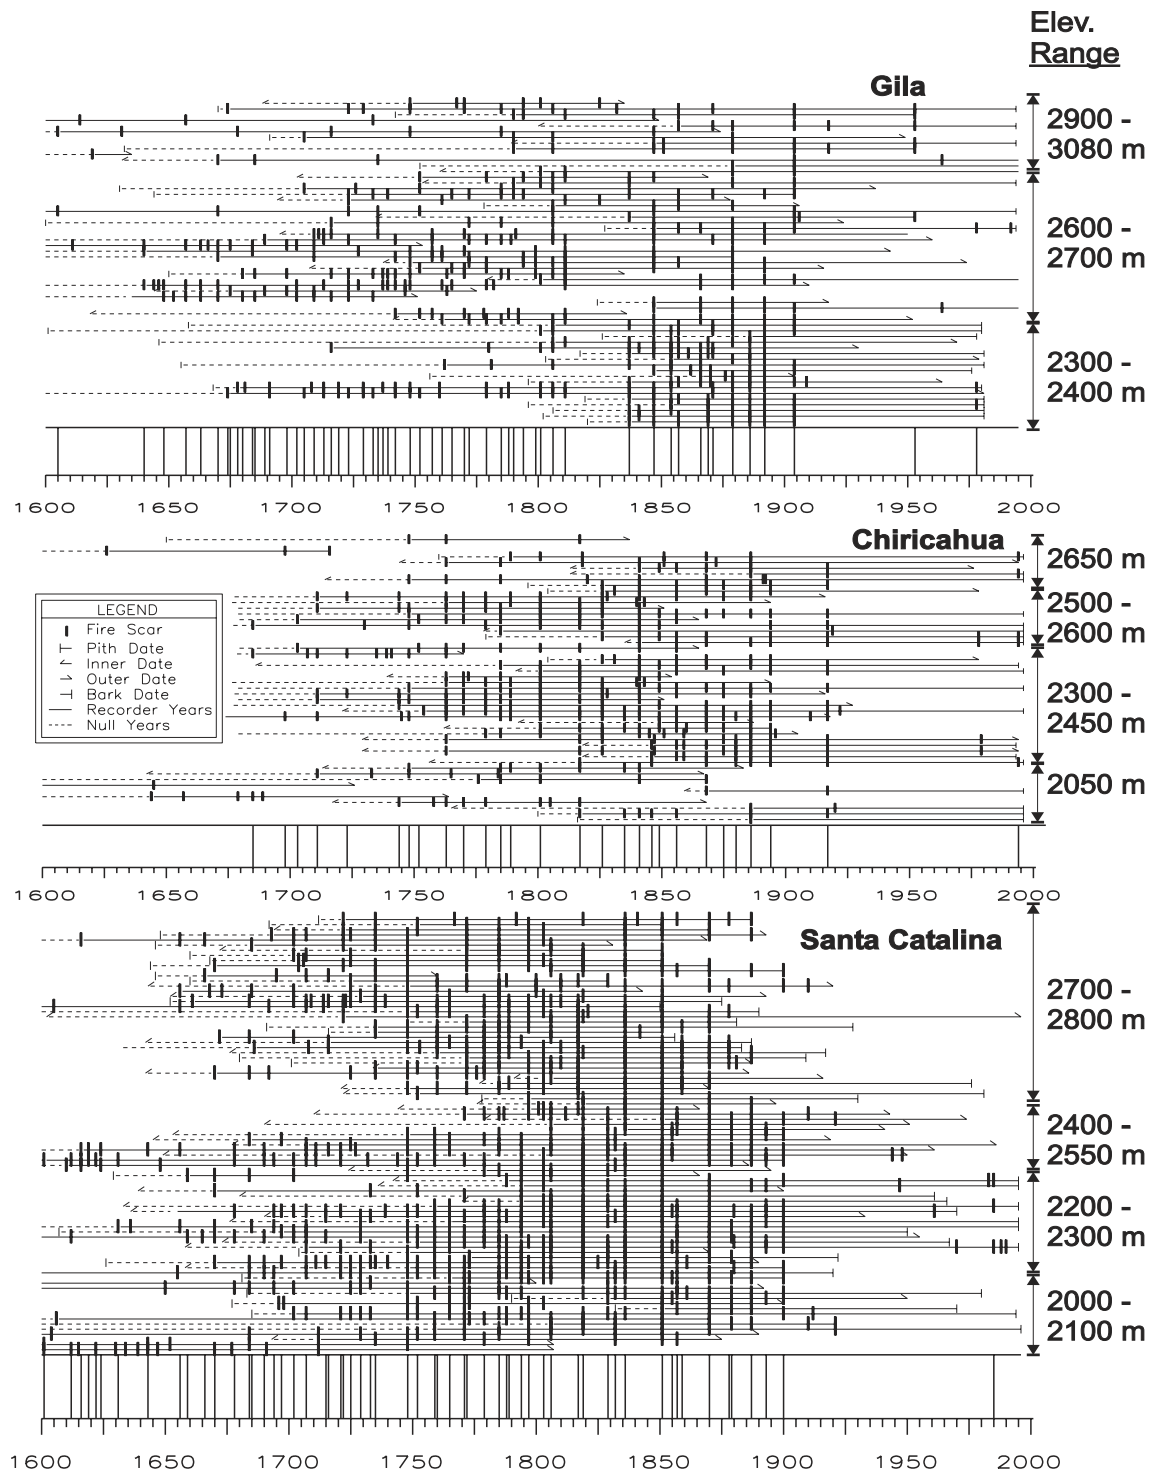 Elev.
Range
Gila
2900 -
3080 m
2600 -
2700 m
2300 -
2400 m
1600 1650 1700 1750 1800 1850 1900 1950 2000
Chiricahua
2650 m
2500 -
2600 m
LEGEND
Fire Scar
Pith Date
Inner Date
Outer Date
Bark Date
Recorder Years
Null Years
2300 -
2450 m
2050 m
1600 1650 1700 1750 1800 1850 1900 1950 2000
Santa Catalina
2700 -
2800 m
2400 -
2550 m
2200 -
2300 m
2000 -
2100 m
1600 1650 1700 1750 1800 1850 1900 1950 2000